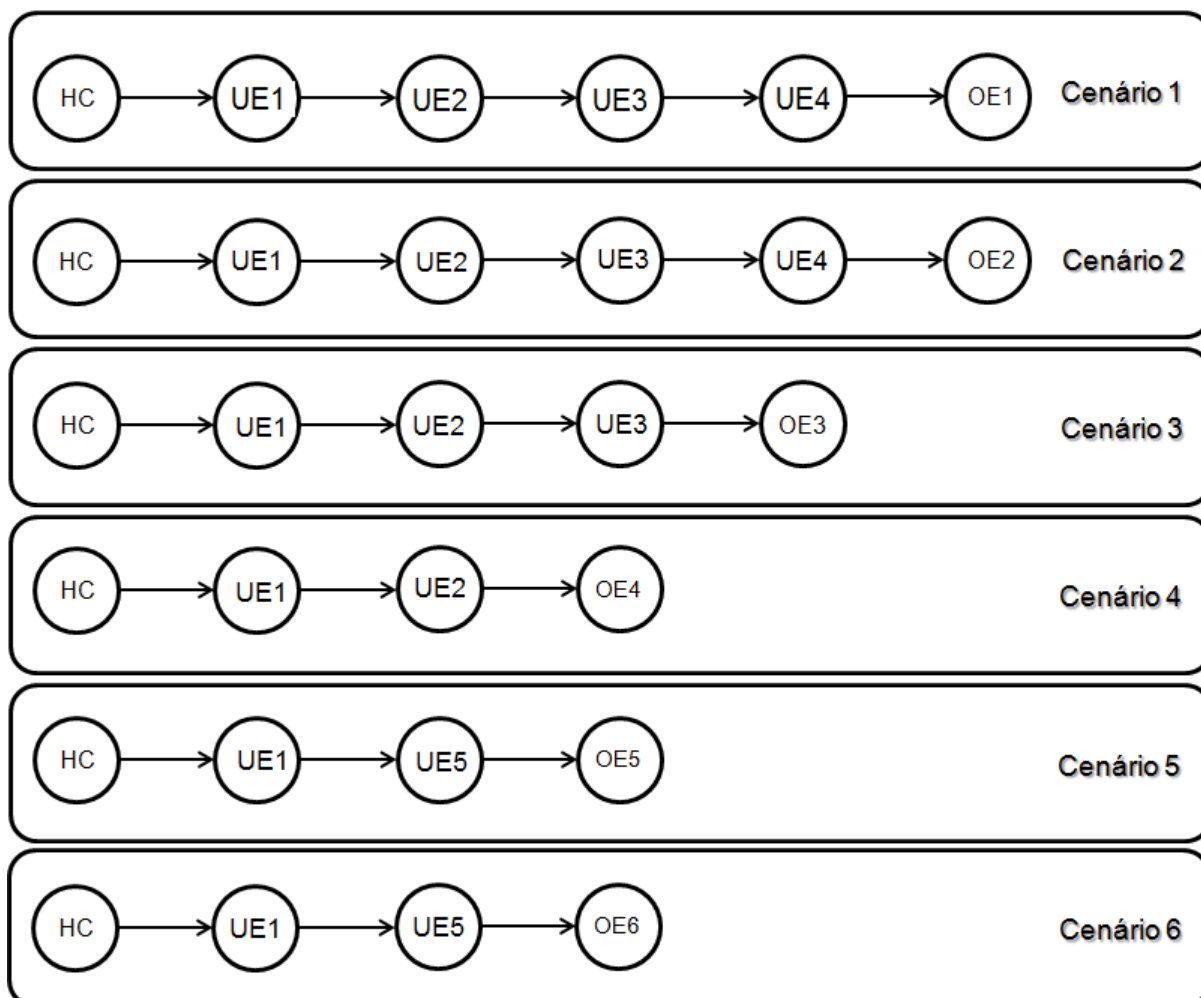 HC UE1 UE2 UE3 UE4 OE1 Cenário 1
HC UE1 UE2 UE3 UE4 OE2 Cenário 2
HC UE1 UE2 UE3 OE3 Cenário 3
HC UE1 UE2 OE4 Cenário 4
HC UE1 UE5 OE5 Cenário 5
HC UE1 UE5 OE6 Cenário 6